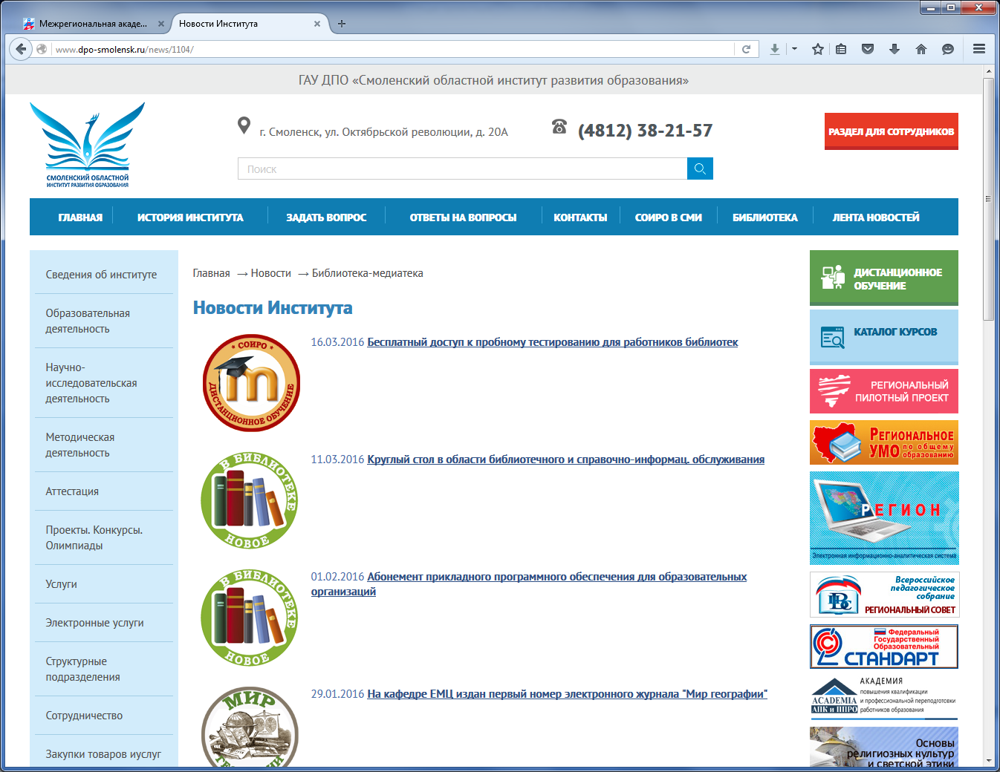 Межрегиональная акаде...
Новости Института
www.dpo-smolensk.ru/news/1104/
ГАУ ДПО «Смоленский областной институт развития образования»
СМОЛЕНСКИЙ ОБЛАСТНОЙ
ИНСТИТУТ РАЗВИТИЯ ОБРАЗОВАНИЯ
г. Смоленск, ул. Октябрьской революции, д. 20А
(4812) 38-21-57
РАЗДЕЛ ДЛЯ СОТРУДНИКОВ
Поиск
ГЛАВНАЯ ИСТОРИЯ ИНСТИТУТА ЗАДАТЬ ВОПРОС ОТВЕТЫ НА ВОПРОСЫ КОНТАКТЫ СОИРО В СМИ БИБЛИОТЕКА ЛЕНТА НОВОСТЕЙ
Сведения об институте
Образовательная
деятельность
Научно-
исследовательская
деятельность
Методическая
деятельность
Аттестация
Проекты. Конкурсы.
Олимпиады
Услуги
Электронные услуги
Структурные
подразделения
Сотрудничество
Закупки товаров иуслуг
Главная → Новости → Библиотека-медиатека
Новости Института
• СОИРО •
m
ДИСТАНЦИОННОЕ ОБУЧЕНИЕ
16.03.2016 Бесплатный доступ к пробному тестированию для работников библиотек
В БИБЛИОТЕКЕ
НОВОЕ
11.03.2016 Круглый стол в области библиотечного и справочно-информац. обслуживания
В БИБЛИОТЕКЕ
НОВОЕ
01.02.2016 Абонемент прикладного программного обеспечения для образовательных
организаций
МИР
ГЕОГРАФИИ
29.01.2016 На кафедре ЕМЦ издан первый номер электронного журнала "Мир географии"
ДИСТАНЦИОННОЕ
ОБУЧЕНИЕ
КАТАЛОГ КУРСОВ
РЕГИОНАЛЬНЫЙ
ПИЛОТНЫЙ ПРОЕКТ
РЕГИОНАЛЬНОЕ
УМО по общему
образованию
РЕГИОН
Электронная информационно-аналитическая система
Всероссийское
педагогическое
собрание
РЕГИОНАЛЬНЫЙ СОВЕТ
Федеральный
Государственный
Образовательный
СТАНДАРТ
АКАДЕМИЯ
повышения квалификации
и профессиональной переподготовки
работников образования
ACADEMIA
АПК и ППРО
Основы
религиозных культур
и светской этики